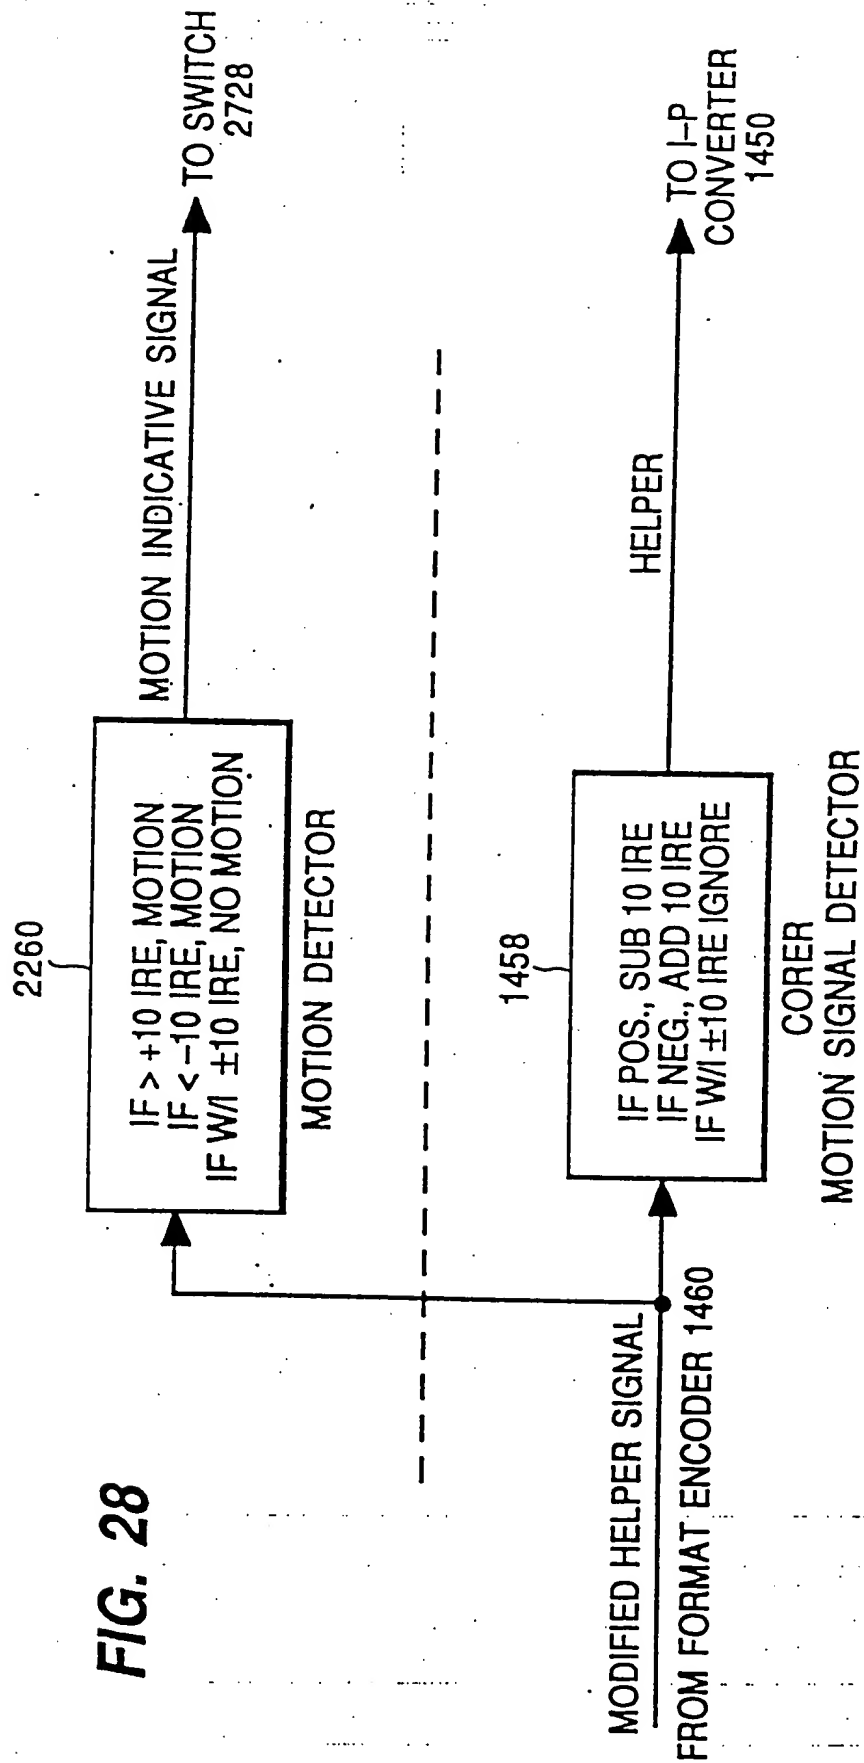 FIG. 28
2260
IF > +10 IRE, MOTION
IF < –10 IRE, MOTION
IF W/I ±10 IRE, NO MOTION
MOTION DETECTOR
MOTION INDICATIVE SIGNAL
TO SWITCH
2728
MODIFIED HELPER SIGNAL
FROM FORMAT ENCODER 1460
1458
IF POS., SUB 10 IRE
IF NEG., ADD 10 IRE
IF W/I ±10 IRE IGNORE
CORER
MOTION SIGNAL DETECTOR
HELPER
TO I–P
CONVERTER
1450